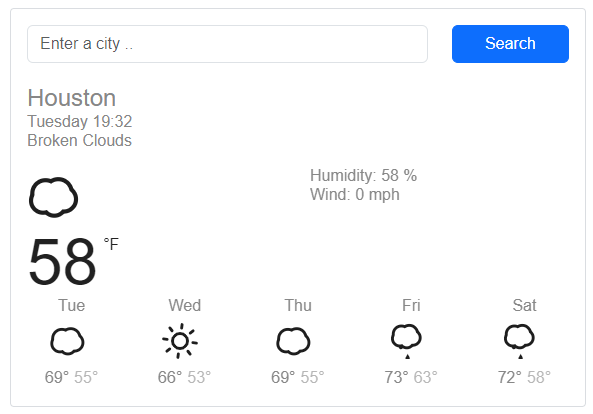 Enter a city ..
Search
Houston
Tuesday 19:32
Broken Clouds
Humidity: 58 %
Wind: 0 mph
58 °F
Tue Wed Thu Fri Sat
69° 55° 66° 53° 69° 55° 73° 63° 72° 58°